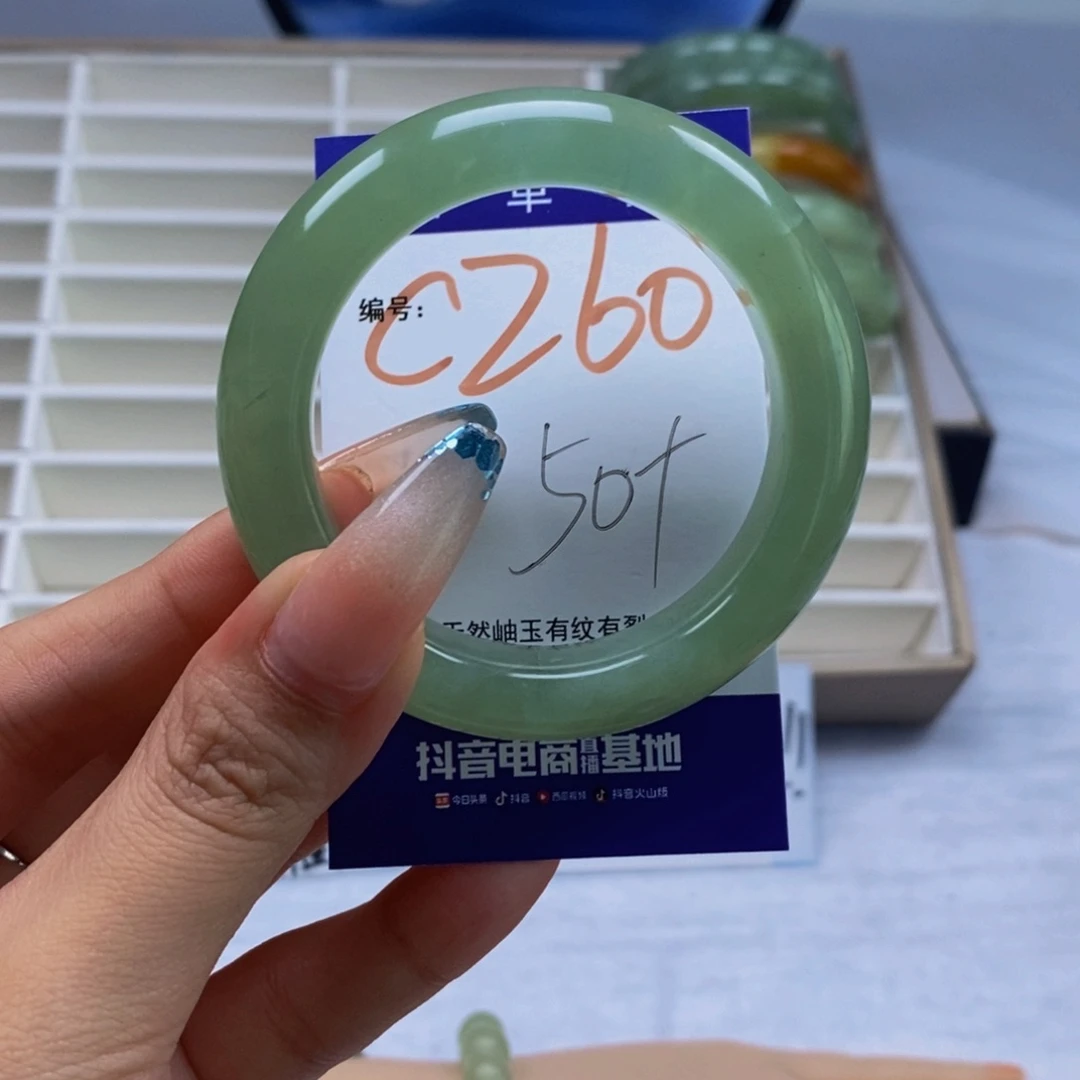 单
编号：
C260
50+
天然岫玉有纹有裂
抖音电商直播基地
今日头条 抖音 西瓜视频 抖音火山版